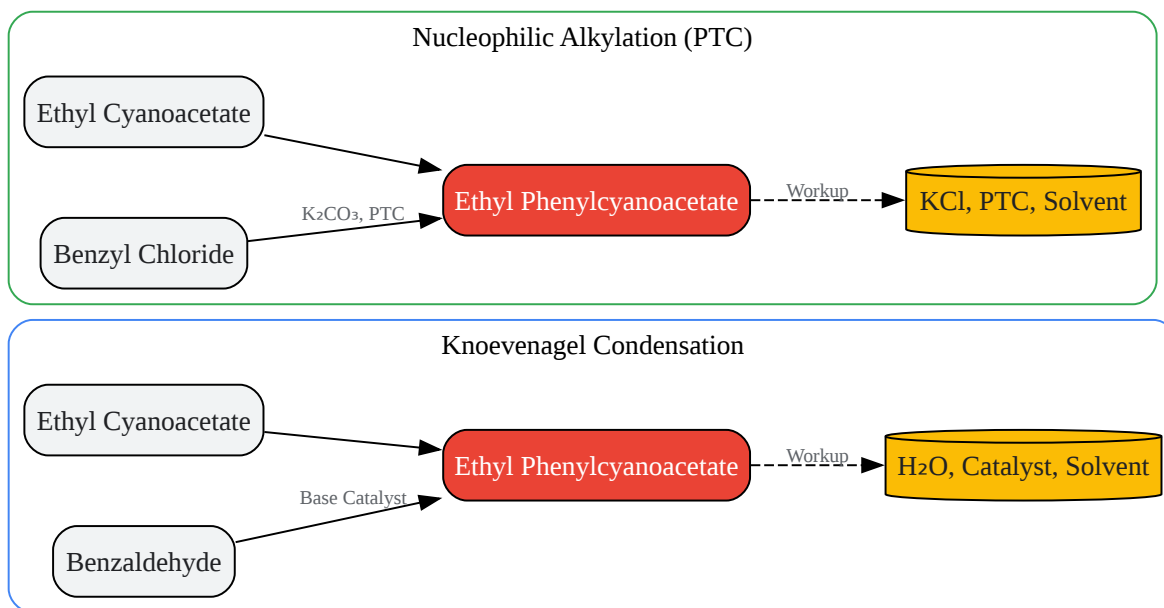 Nucleophilic Alkylation (PTC)
Ethyl Cyanoacetate
Benzyl Chloride
K₂CO₃, PTC
Ethyl Phenylcyanoacetate
Workup
KCl, PTC, Solvent
Knoevenagel Condensation
Ethyl Cyanoacetate
Benzaldehyde
Base Catalyst
Ethyl Phenylcyanoacetate
Workup
H₂O, Catalyst, Solvent